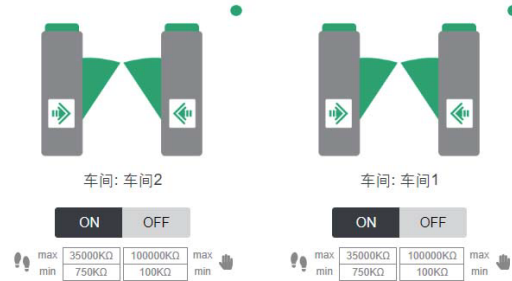 车间: 车间2
ON OFF
max 35000KΩ 100000KΩ max
min 750KΩ 100KΩ min
车间: 车间1
ON OFF
max 35000KΩ 100000KΩ max
min 750KΩ 100KΩ min